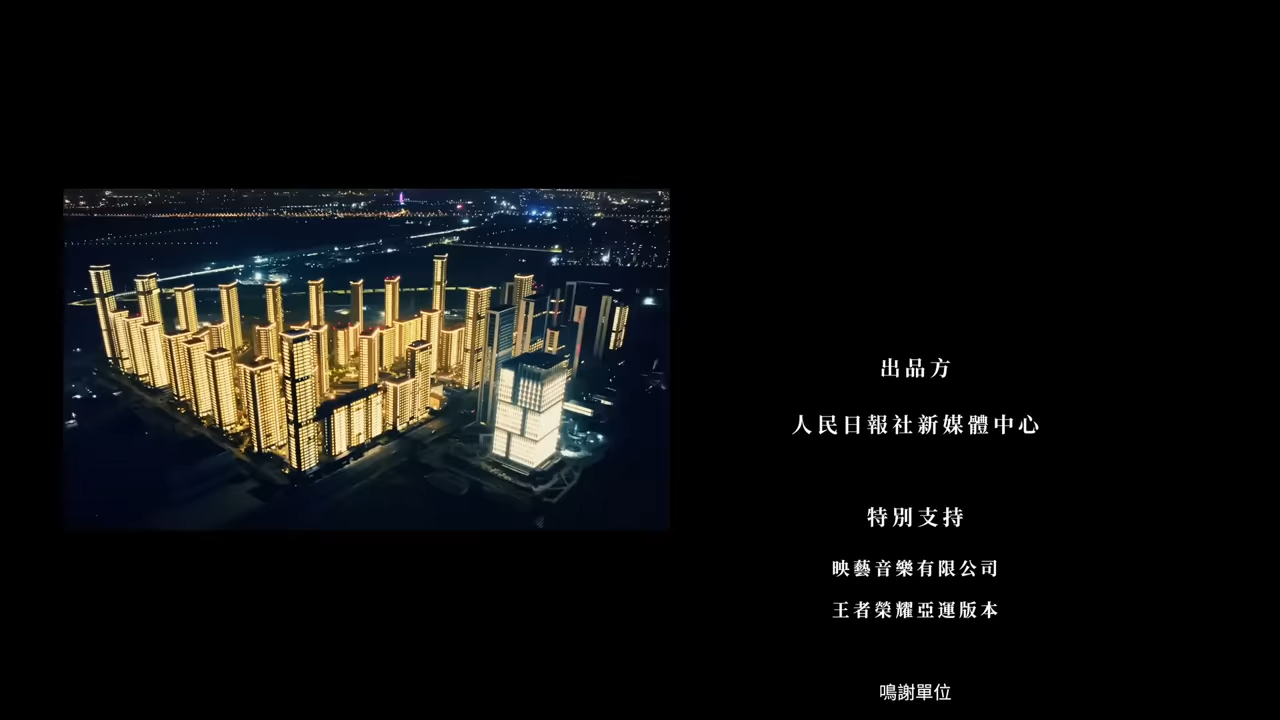 出品方
人民日報社新媒體中心
特別支持
映藝音樂有限公司
王者榮耀亞運版本
鳴謝單位